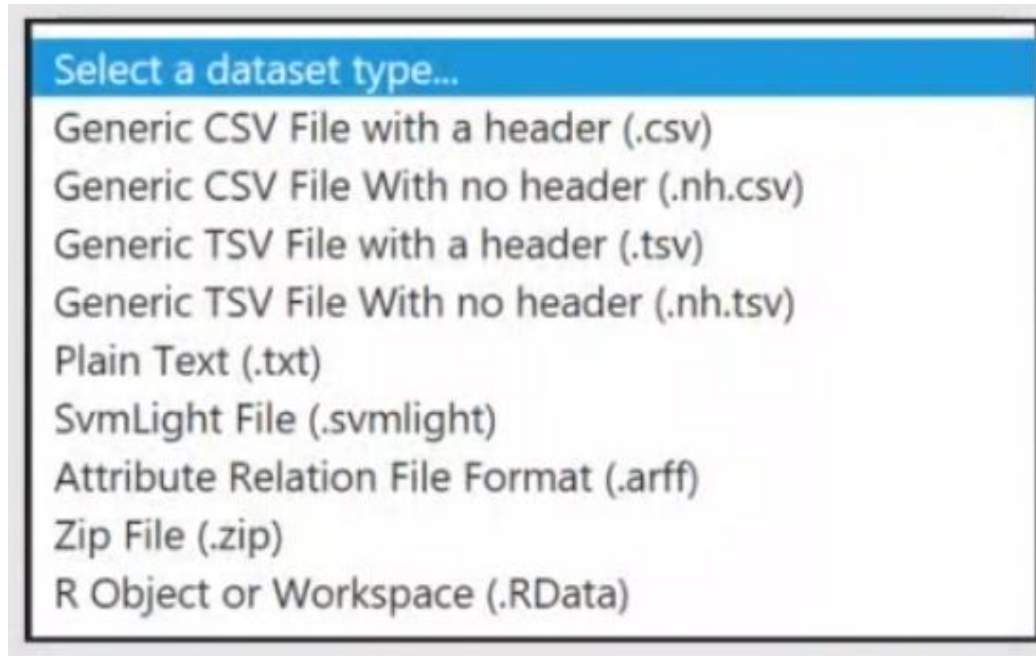 Select a dataset type...
Generic CSV File with a header (.csv)
Generic CSV File With no header (.nh.csv)
Generic TSV File with a header (.tsv)
Generic TSV File With no header (.nh.tsv)
Plain Text (.txt)
SvmLight File (.svmlight)
Attribute Relation File Format (.arff)
Zip File (.zip)
R Object or Workspace (.RData)